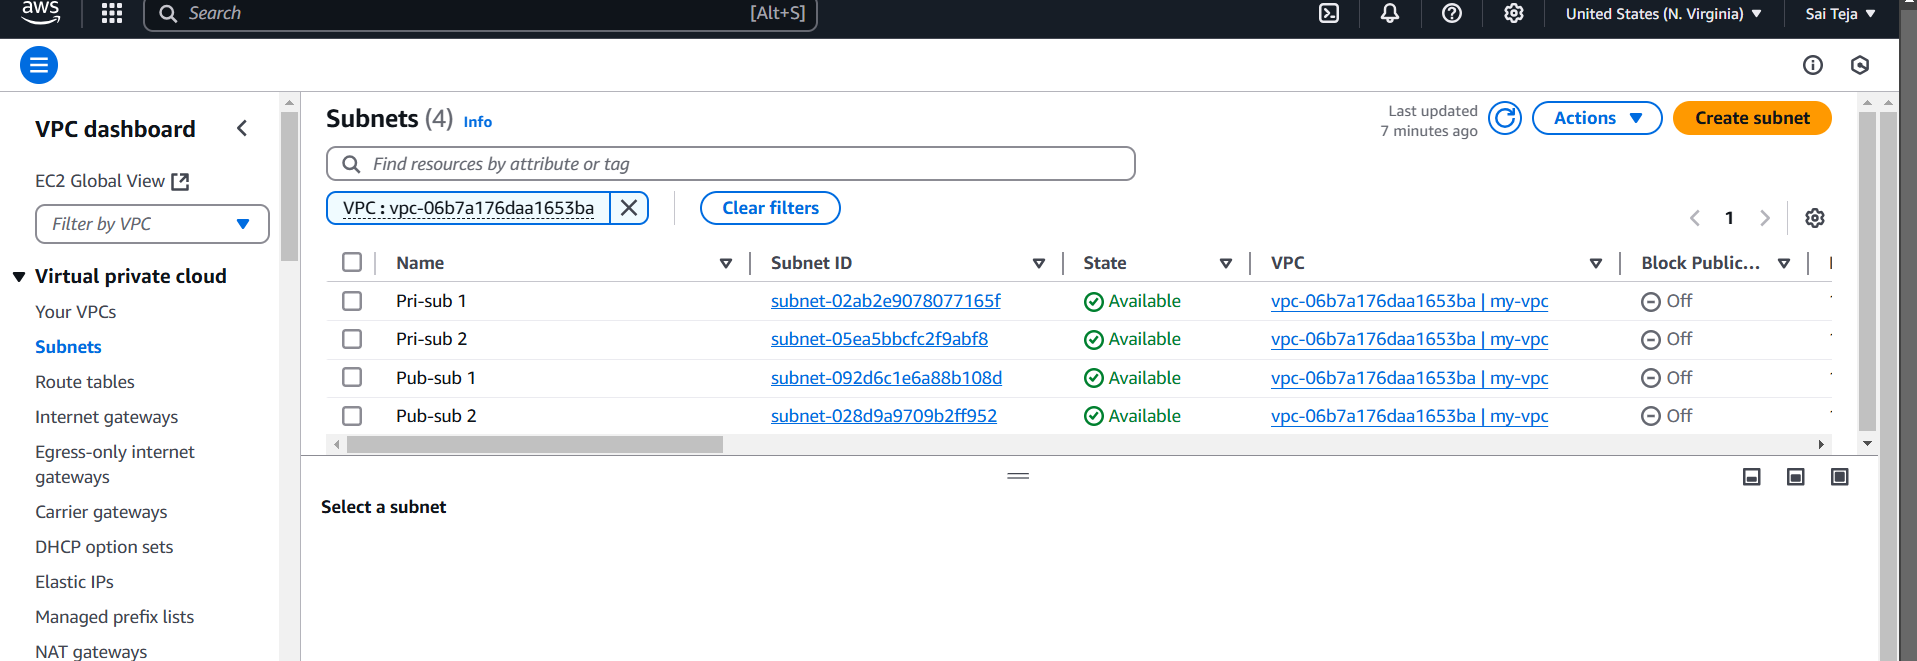 aws
Search [Alt+S]
United States (N. Virginia) Sai Teja
VPC dashboard
EC2 Global View
Filter by VPC
Virtual private cloud
Your VPCs
Subnets
Route tables
Internet gateways
Egress-only internet
gateways
Carrier gateways
DHCP option sets
Elastic IPs
Managed prefix lists
NAT gateways
Subnets (4) Info
Last updated
7 minutes ago
Actions
Create subnet
Find resources by attribute or tag
VPC : vpc-06b7a176daa1653ba
Clear filters
1
Name Subnet ID State VPC Block Public...
Pri-sub 1 subnet-02ab2e9078077165f Available vpc-06b7a176daa1653ba | my-vpc Off
Pri-sub 2 subnet-05ea5bbcfc2f9abf8 Available vpc-06b7a176daa1653ba | my-vpc Off
Pub-sub 1 subnet-092d6c1e6a88b108d Available vpc-06b7a176daa1653ba | my-vpc Off
Pub-sub 2 subnet-028d9a9709b2ff952 Available vpc-06b7a176daa1653ba | my-vpc Off
Select a subnet